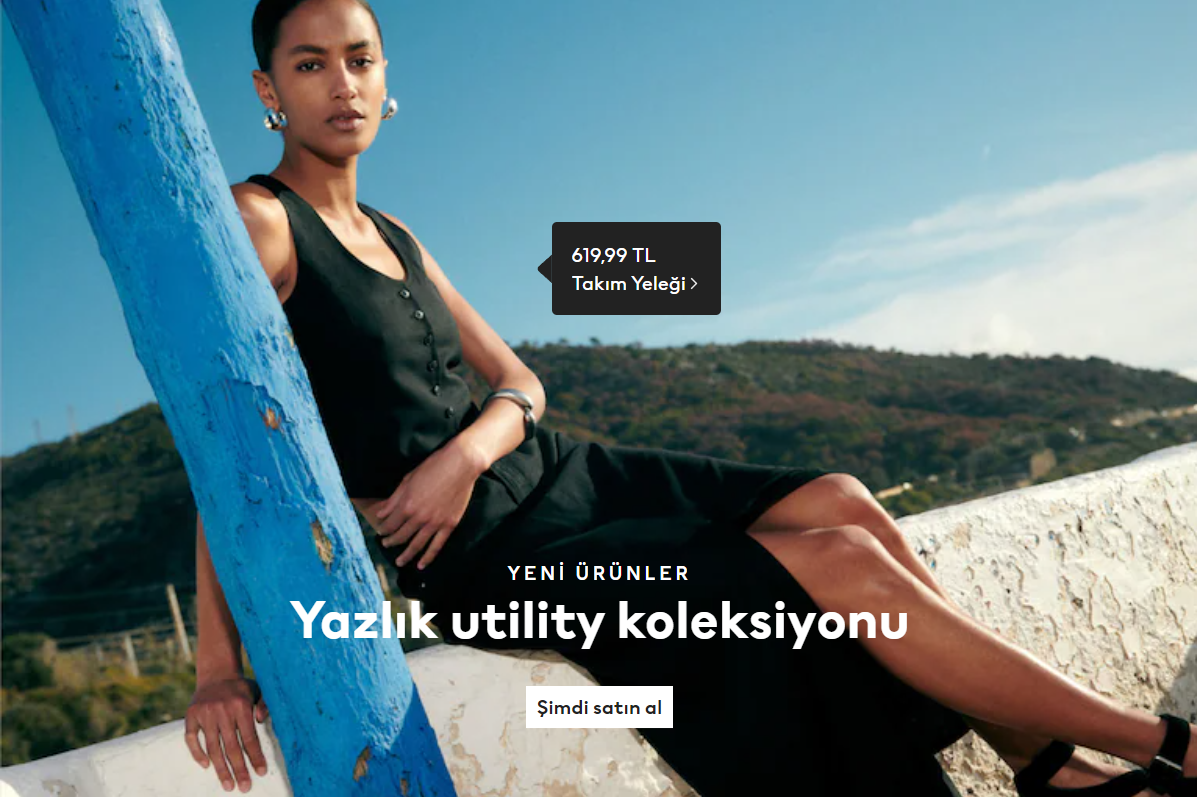 619,99 TL
Takım Yeleği >
YENİ ÜRÜNLER
Yazlık utility koleksiyonu
Şimdi satın al